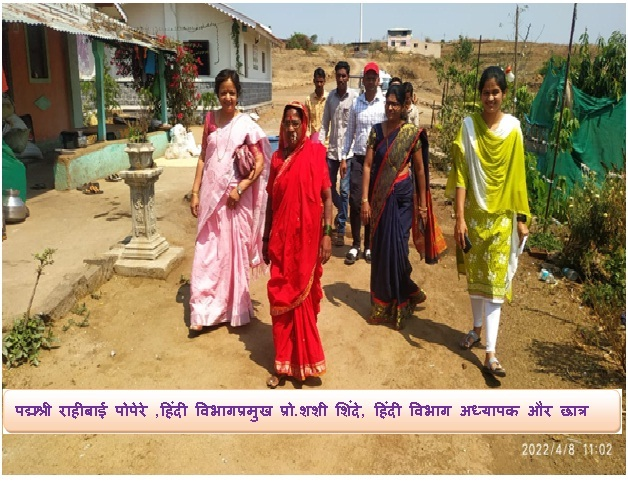 पद्मश्री राहीबाई पोपेरे ,हिंदी विभागप्रमुख प्रो.शशी शिंदे, हिंदी विभाग अध्यापक और छात्र
2022/4/8 11:02